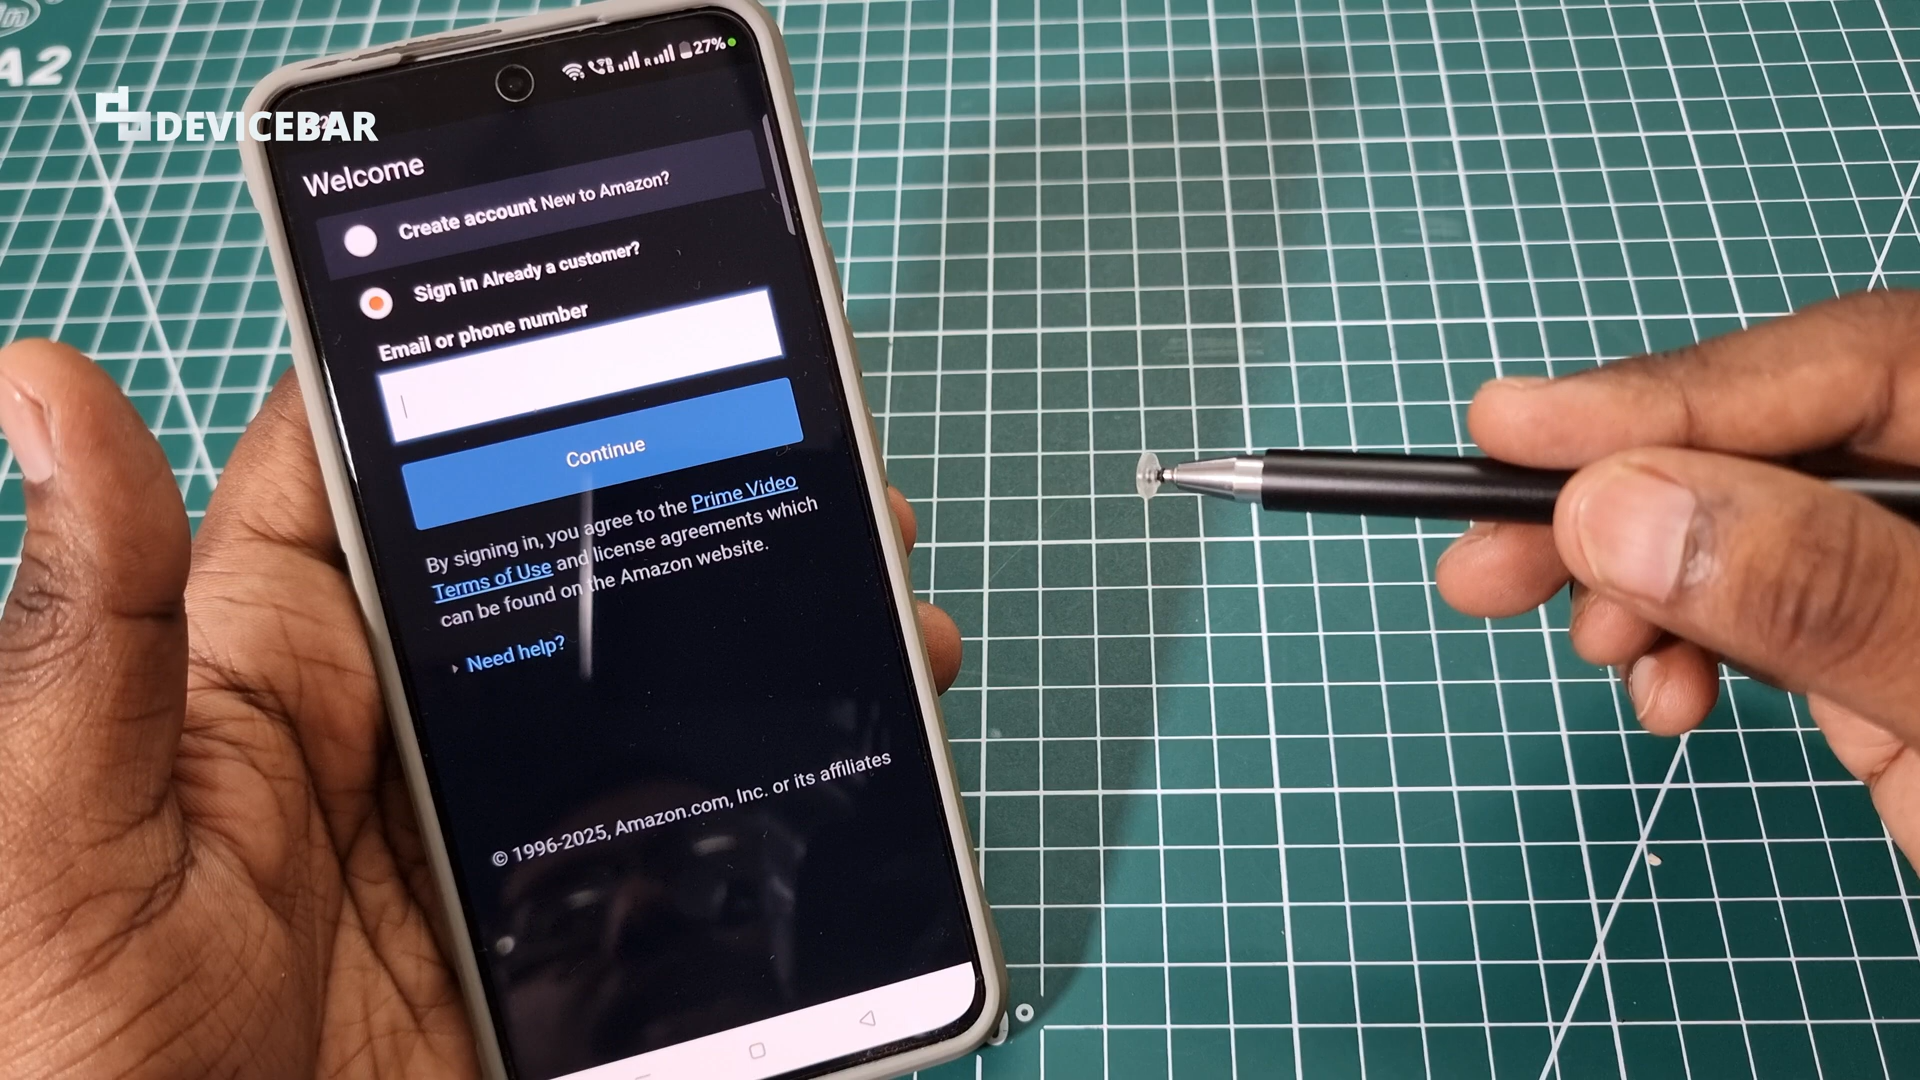 A2
27%
DEVICEBAR
Welcome
Create account New to Amazon?
Sign in Already a customer?
Email or phone number
Continue
By signing in, you agree to the Prime Video
Terms of Use and license agreements which
can be found on the Amazon website.
Need help?
© 1996-2025, Amazon.com, Inc. or its affiliates